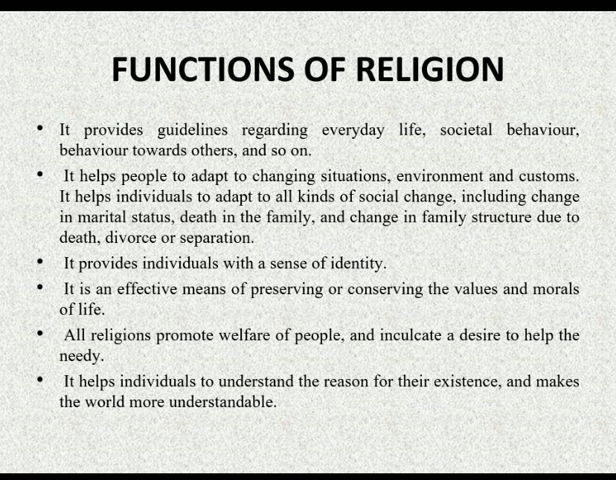 FUNCTIONS OF RELIGION
• It provides guidelines regarding everyday life, societal behaviour,
behaviour towards others, and so on.
• It helps people to adapt to changing situations, environment and customs.
It helps individuals to adapt to all kinds of social change, including change
in marital status, death in the family, and change in family structure due to
death, divorce or separation.
• It provides individuals with a sense of identity.
• It is an effective means of preserving or conserving the values and morals
of life.
• All religions promote welfare of people, and inculcate a desire to help the
needy.
• It helps individuals to understand the reason for their existence, and makes
the world more understandable.